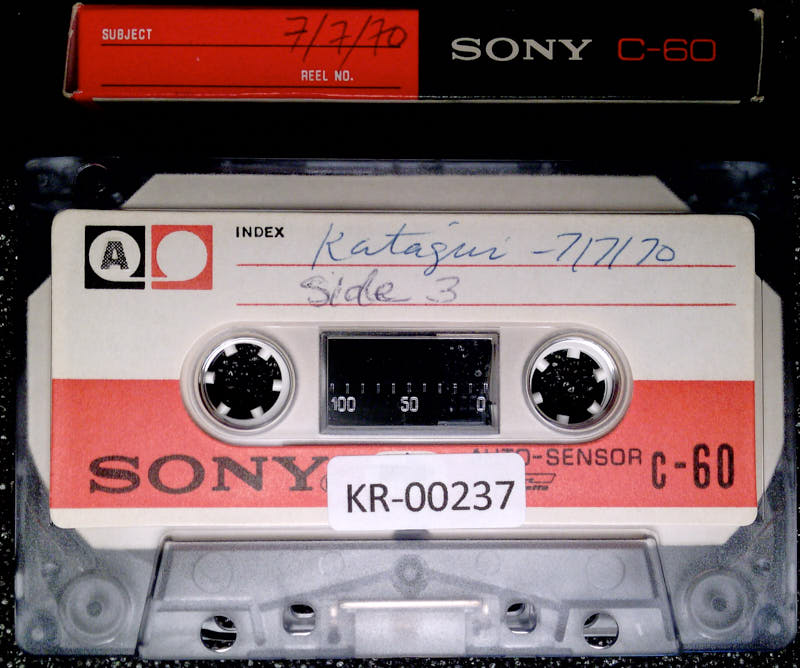 SUBJECT
7/7/70
REEL NO.
SONY C-60
A
INDEX
Katagiri - 7/7/70
Side 3
100 50 0
SONY
AUTO-SENSOR
C-60
KR-00237